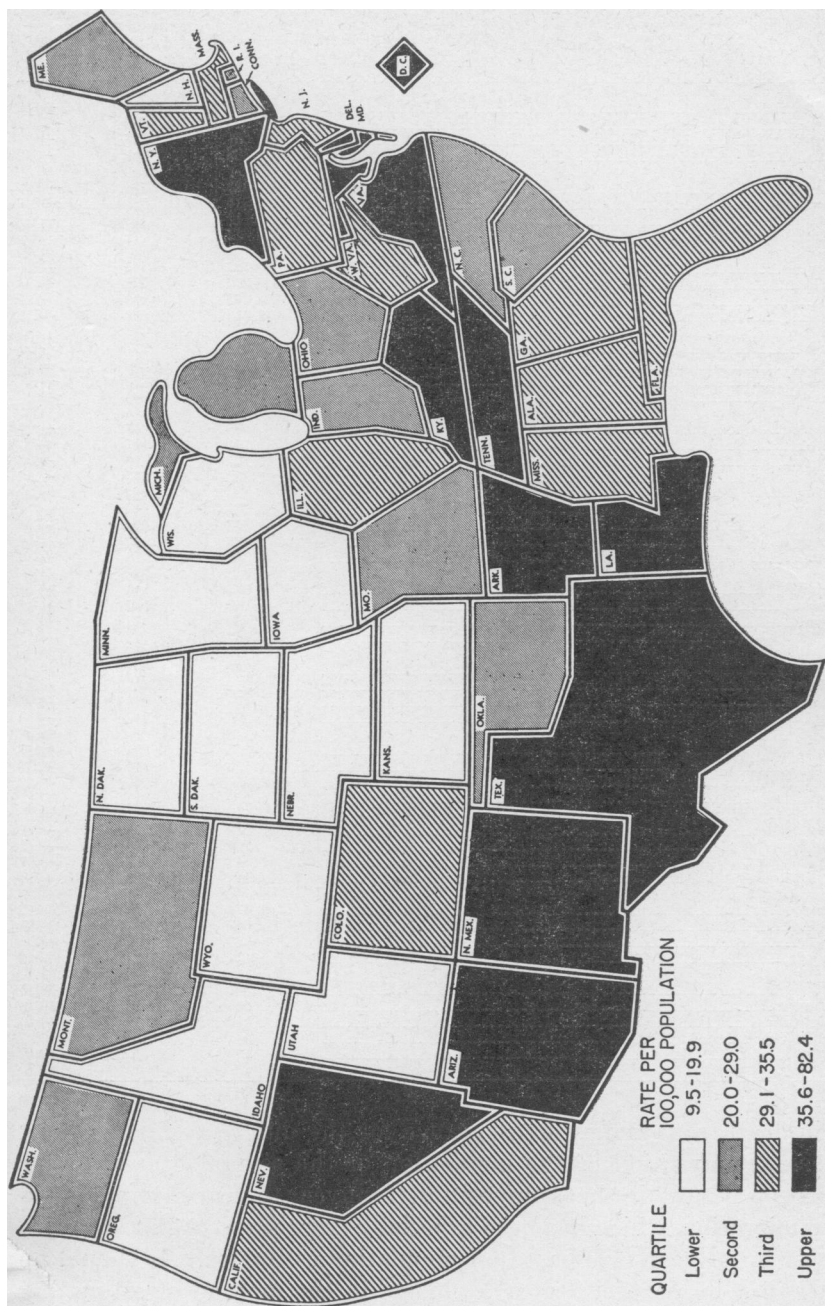 WASH.
MONT.
N. DAK.
MINN.
ME.
OREG.
IDAHO
WYO.
S. DAK.
WIS.
MICH.
N. Y.
VT.
N. H.
MASS.
R. I.
CONN.
NEV.
UTAH
COLO.
NEBR.
IOWA
ILL.
IND.
OHIO
PA.
N. J.
CALIF.
KANS.
MO.
KY.
W. VA.
VA.
DEL.
MD.
D. C.
ARIZ.
N. MEX.
OKLA.
ARK.
TENN.
N. C.
S. C.
TEX.
LA.
MISS.
ALA.
GA.
FLA.
QUARTILE
RATE PER
100,000 POPULATION
Lower 9.5-19.9
Second 20.0-29.0
Third 29.1-35.5
Upper 35.6-82.4